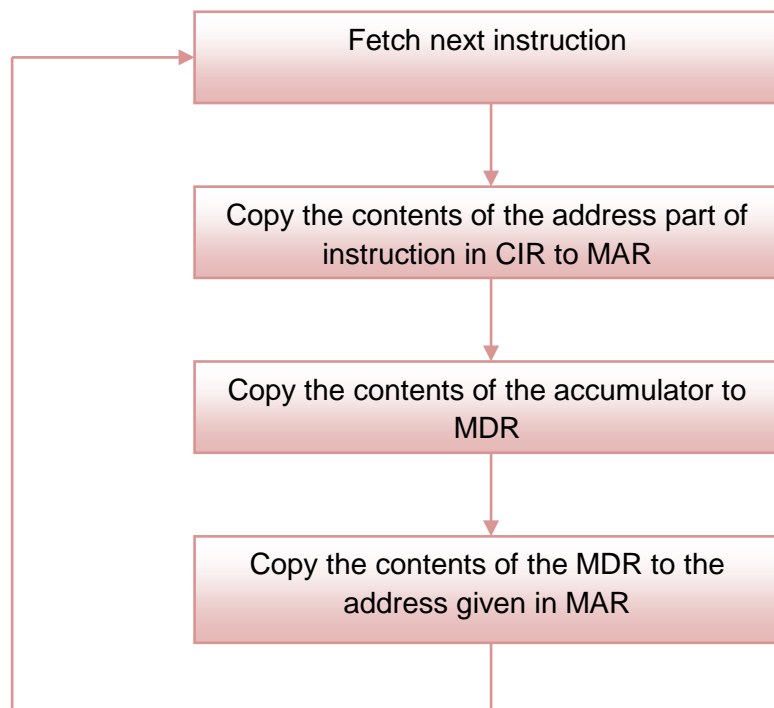 Fetch next instruction
Copy the contents of the address part of
instruction in CIR to MAR
Copy the contents of the accumulator to
MDR
Copy the contents of the MDR to the
address given in MAR